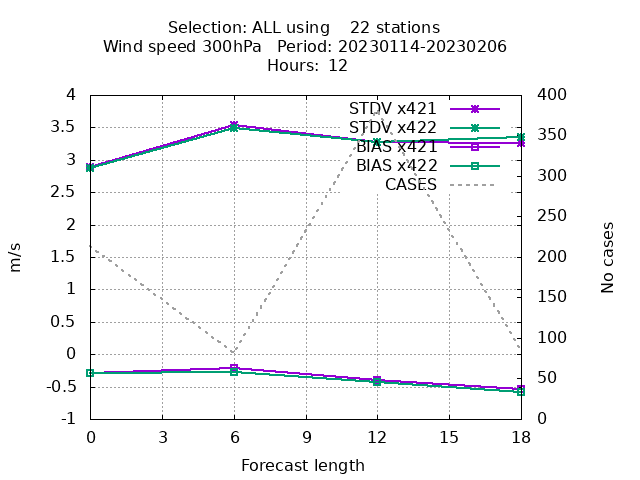 Selection: ALL using 22 stations
Wind speed 300hPa Period: 20230114-20230206
Hours: 12
STDV x421
STDV x422
BIAS x421
BIAS x422
CASES
4
3.5
3
2.5
2
1.5
1
0.5
0
-0.5
-1
m/s
400
350
300
250
200
150
100
50
0
No cases
0 3 6 9 12 15 18
Forecast length